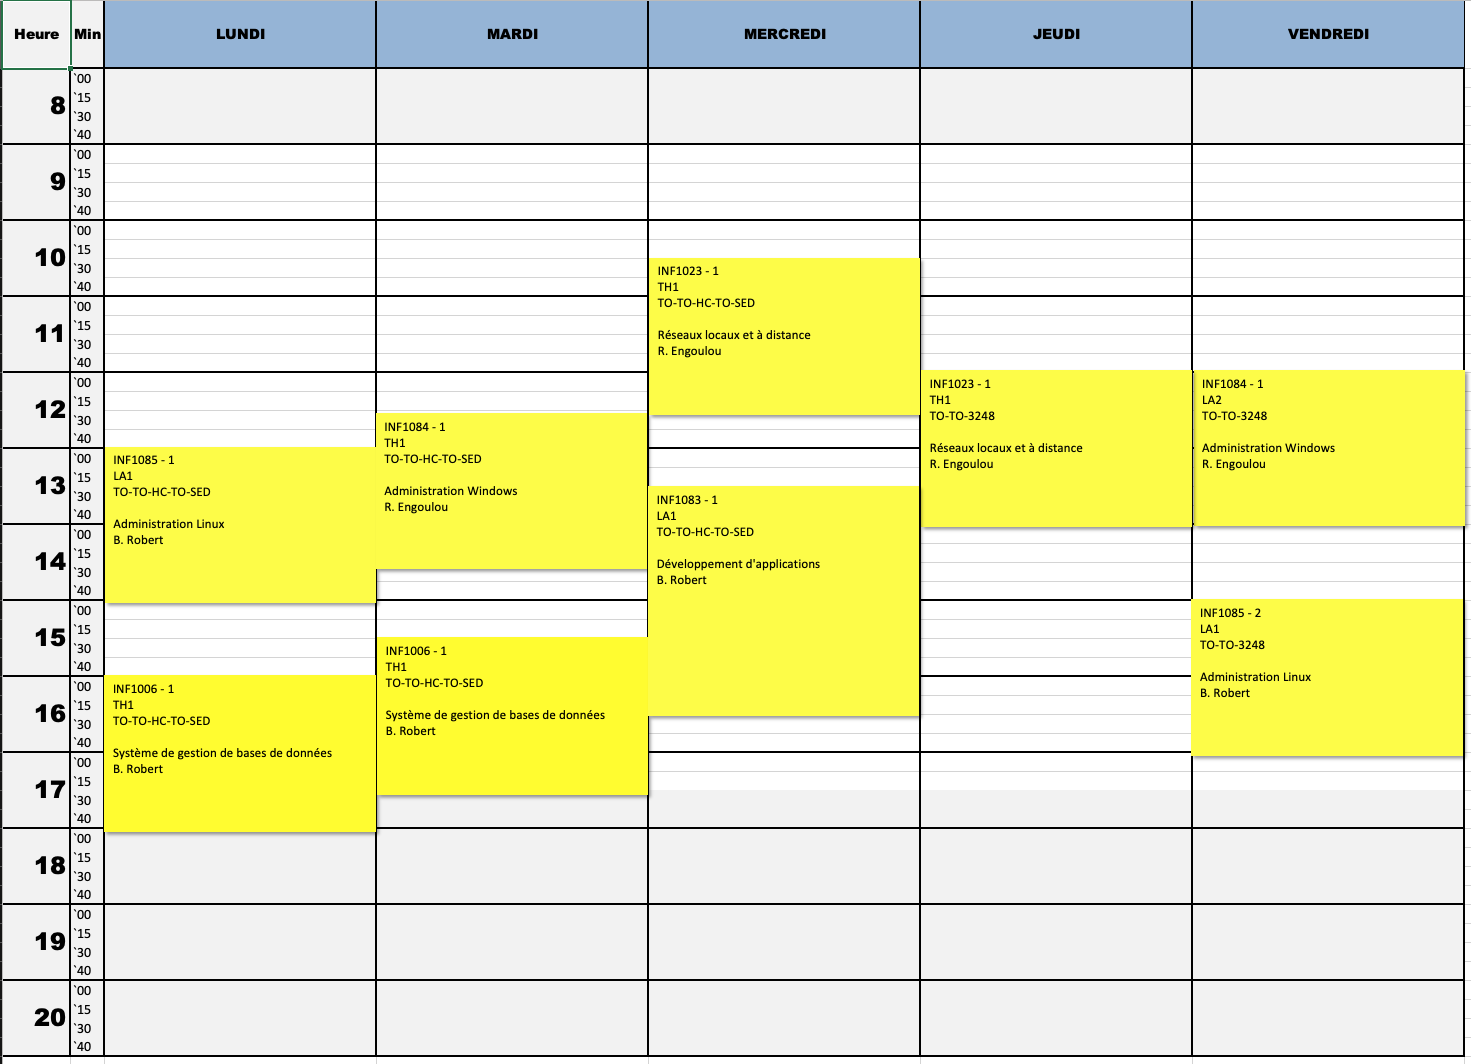 Heure Min LUNDI MARDI MERCREDI JEUDI VENDREDI
8
`00
`15
`30
`40
9
`00
`15
`30
`40
10
`00
`15
`30
`40
11
`00
`15
`30
`40
12
`00
`15
`30
`40
13
`00
`15
`30
`40
14
`00
`15
`30
`40
15
`00
`15
`30
`40
16
`00
`15
`30
`40
17
`00
`15
`30
`40
18
`00
`15
`30
`40
19
`00
`15
`30
`40
20
`00
`15
`30
`40
INF1085 - 1
LA1
TO-TO-HC-TO-SED
Administration Linux
B. Robert
INF1006 - 1
TH1
TO-TO-HC-TO-SED
Système de gestion de bases de données
B. Robert
INF1084 - 1
TH1
TO-TO-HC-TO-SED
Administration Windows
R. Engoulou
INF1006 - 1
TH1
TO-TO-HC-TO-SED
Système de gestion de bases de données
B. Robert
INF1023 - 1
TH1
TO-TO-HC-TO-SED
Réseaux locaux et à distance
R. Engoulou
INF1083 - 1
LA1
TO-TO-HC-TO-SED
Développement d'applications
B. Robert
INF1023 - 1
TH1
TO-TO-3248
Réseaux locaux et à distance
R. Engoulou
INF1084 - 1
LA2
TO-TO-3248
Administration Windows
R. Engoulou
INF1085 - 2
LA1
TO-TO-3248
Administration Linux
B. Robert